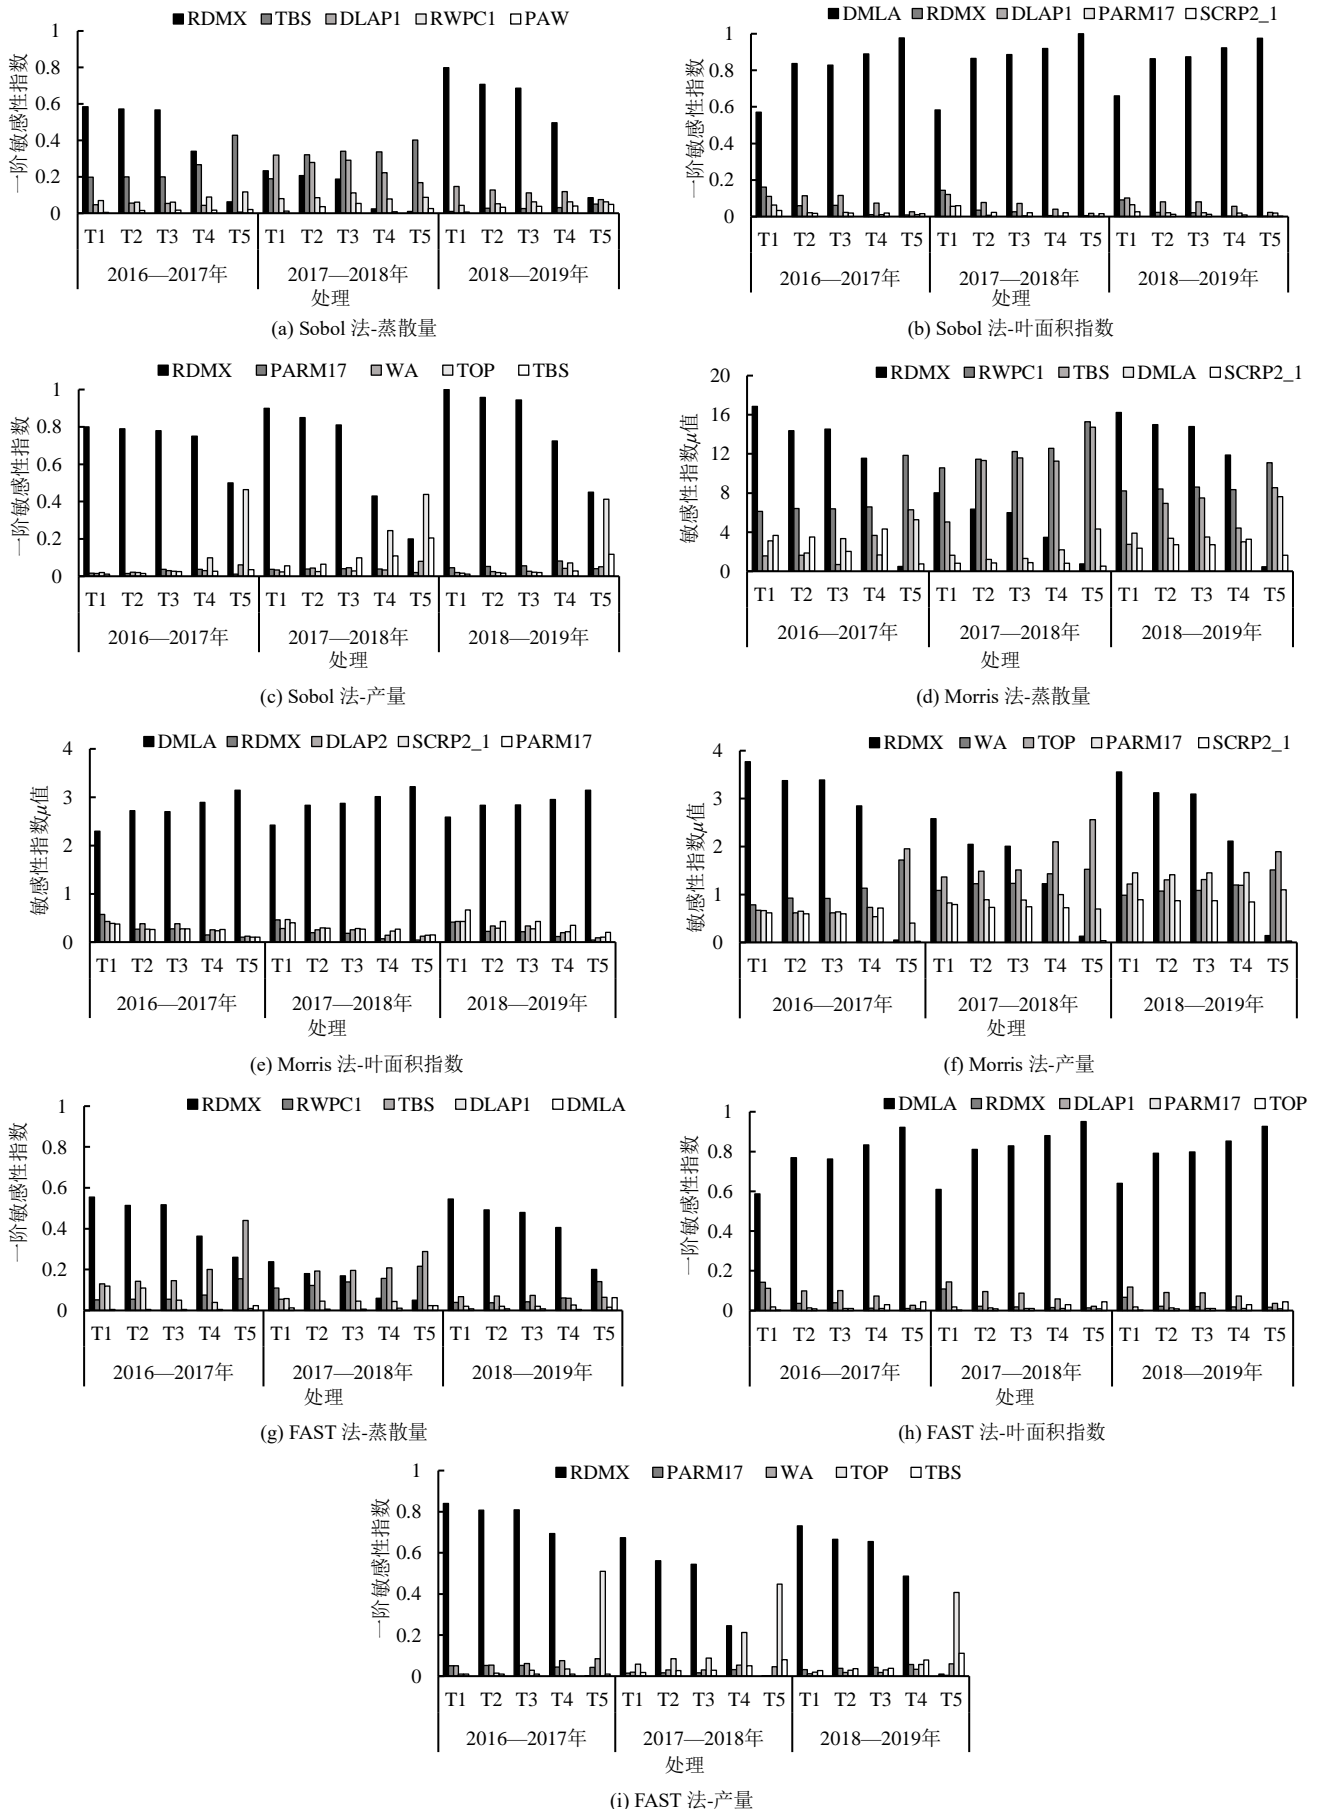 RDMX TBS DLAP1 RWPC1 PAW
一阶敏感性指数
1
0.8
0.6
0.4
0.2
0
T1 T2 T3 T4 T5 T1 T2 T3 T4 T5 T1 T2 T3 T4 T5
2016—2017年 2017—2018年 2018—2019年
处理
(a) Sobol 法-蒸散量
DMLA RDMX DLAP1 PARM17 SCRP2_1
一阶敏感性指数
1
0.8
0.6
0.4
0.2
0
T1 T2 T3 T4 T5 T1 T2 T3 T4 T5 T1 T2 T3 T4 T5
2016—2017年 2017—2018年 2018—2019年
处理
(b) Sobol 法-叶面积指数
RDMX PARM17 WA TOP TBS
一阶敏感性指数
1
0.8
0.6
0.4
0.2
0
T1 T2 T3 T4 T5 T1 T2 T3 T4 T5 T1 T2 T3 T4 T5
2016—2017年 2017—2018年 2018—2019年
处理
(c) Sobol 法-产量
RDMX RWPC1 TBS DMLA SCRP2_1
敏感性指数μ值
20
16
12
8
4
0
T1 T2 T3 T4 T5 T1 T2 T3 T4 T5 T1 T2 T3 T4 T5
2016—2017年 2017—2018年 2018—2019年
处理
(d) Morris 法-蒸散量
DMLA RDMX DLAP2 SCRP2_1 PARM17
敏感性指数μ值
4
3
2
1
0
T1 T2 T3 T4 T5 T1 T2 T3 T4 T5 T1 T2 T3 T4 T5
2016—2017年 2017—2018年 2018—2019年
处理
(e) Morris 法-叶面积指数
RDMX WA TOP PARM17 SCRP2_1
敏感性指数μ值
4
3
2
1
0
T1 T2 T3 T4 T5 T1 T2 T3 T4 T5 T1 T2 T3 T4 T5
2016—2017年 2017—2018年 2018—2019年
处理
(f) Morris 法-产量
RDMX RWPC1 TBS DLAP1 DMLA
一阶敏感性指数
1
0.8
0.6
0.4
0.2
0
T1 T2 T3 T4 T5 T1 T2 T3 T4 T5 T1 T2 T3 T4 T5
2016—2017年 2017—2018年 2018—2019年
处理
(g) FAST 法-蒸散量
DMLA RDMX DLAP1 PARM17 TOP
一阶敏感性指数
1
0.8
0.6
0.4
0.2
0
T1 T2 T3 T4 T5 T1 T2 T3 T4 T5 T1 T2 T3 T4 T5
2016—2017年 2017—2018年 2018—2019年
处理
(h) FAST 法-叶面积指数
RDMX PARM17 WA TOP TBS
一阶敏感性指数
1
0.8
0.6
0.4
0.2
0
T1 T2 T3 T4 T5 T1 T2 T3 T4 T5 T1 T2 T3 T4 T5
2016—2017年 2017—2018年 2018—2019年
处理
(i) FAST 法-产量